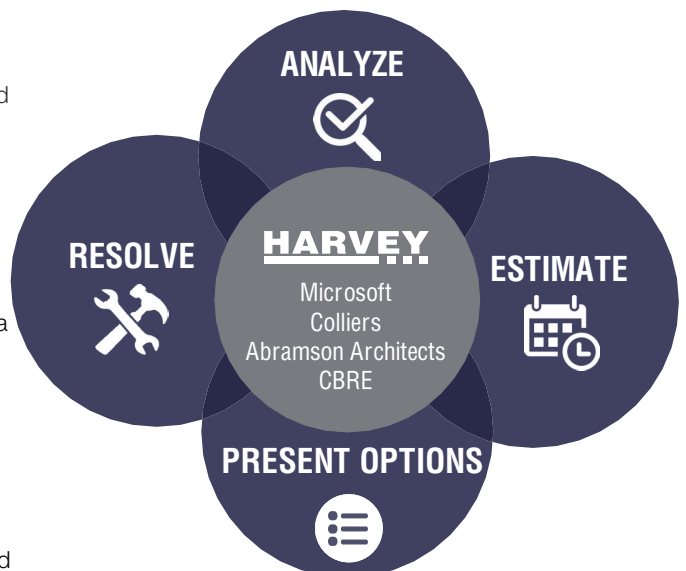 d
ANALYZE
RESOLVE
HARVEY
ESTIMATE
Microsoft
Colliers
a
Abramson Architects
CBRE
PRESENT OPTIONS
d